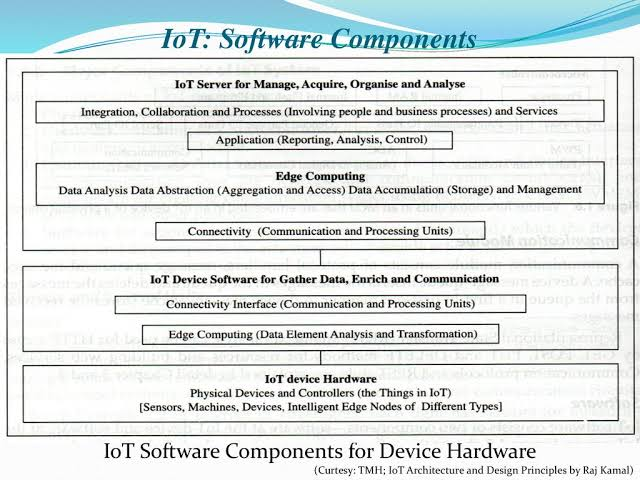 IoT: Software Components
IoT Server for Manage, Acquire, Organise and Analyse
Integration, Collaboration and Processes (Involving people and business processes) and Services
Application (Reporting, Analysis, Control)
Edge Computing
Data Analysis Data Abstraction (Aggregation and Access) Data Accumulation (Storage) and Management
Connectivity (Communication and Processing Units)
IoT Device Software for Gather Data, Enrich and Communication
Connectivity Interface (Communication and Processing Units)
Edge Computing (Data Element Analysis and Transformation)
IoT device Hardware
Physical Devices and Controllers (the Things in IoT)
[Sensors, Machines, Devices, Intelligent Edge Nodes of Different Types]
IoT Software Components for Device Hardware
(Curtesy: TMH; IoT Architecture and Design Principles by Raj Kamal)